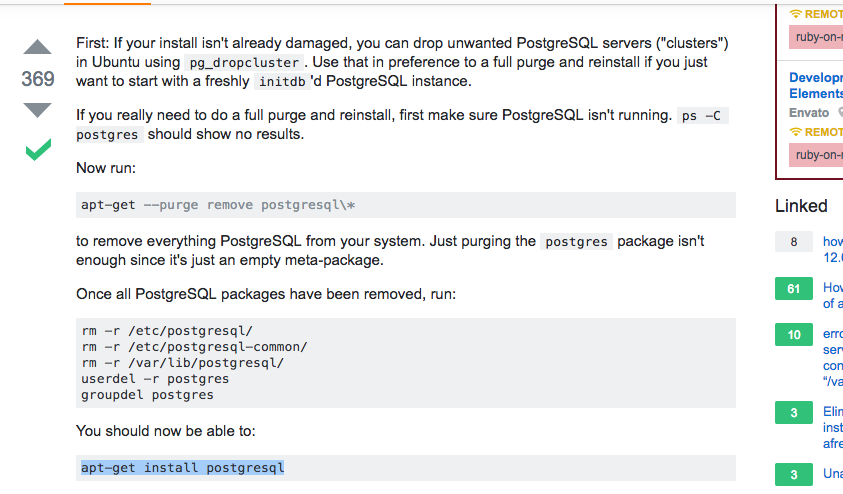 First: If your install isn't already damaged, you can drop unwanted PostgreSQL servers ("clusters")
in Ubuntu using pg_dropcluster. Use that in preference to a full purge and reinstall if you just
want to start with a freshly initdb'd PostgreSQL instance.
369
If you really need to do a full purge and reinstall, first make sure PostgreSQL isn't running. ps -C
postgres should show no results.
Now run:
apt-get --purge remove postgresql\*
to remove everything PostgreSQL from your system. Just purging the postgres package isn't
enough since it's just an empty meta-package.
Once all PostgreSQL packages have been removed, run:
rm -r /etc/postgresql/
rm -r /etc/postgresql-common/
rm -r /var/lib/postgresql/
userdel -r postgres
groupdel postgres
You should now be able to:
apt-get install postgresql
REMOT
ruby-on-r
Developr
Elements
Envato
REMOT
ruby-on-r
Linked
8 how
12.
61 How
of a
10 erro
serv
con
"/va
3 Elim
inst
afre
3 Una